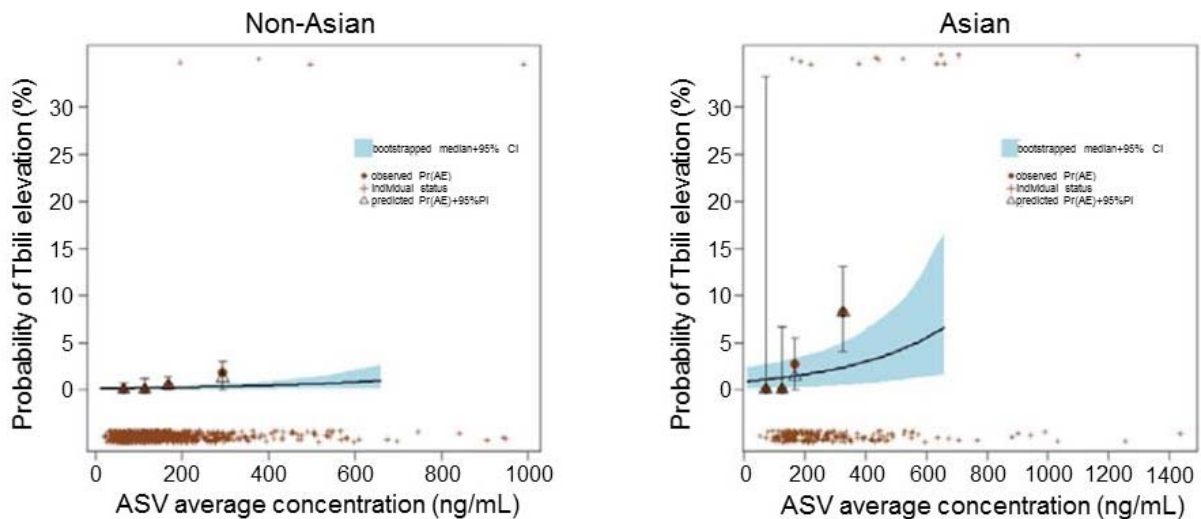 Non-Asian
Probability of Tbili elevation (%)
30
25
20
15
10
5
0
bootstrapped median+95% CI
observed Pr(AE)
Individual status
predicted Pr(AE)+95%PI
0 200 400 600 800 1000
ASV average concentration (ng/mL)
Asian
Probability of Tbili elevation (%)
30
25
20
15
10
5
0
bootstrapped median+95% CI
observed Pr(AE)
Individual status
predicted Pr(AE)+95%PI
0 200 400 600 800 1000 1200 1400
ASV average concentration (ng/mL)